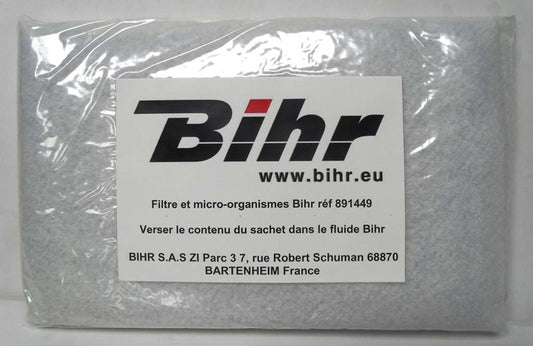 Bihr
www.bihr.eu
Filtre et micro-organismes Bihr réf 891449
Verser le contenu du sachet dans le fluide Bihr
BIHR S.A.S ZI Parc 3 7, rue Robert Schuman 68870
BARTENHEIM France